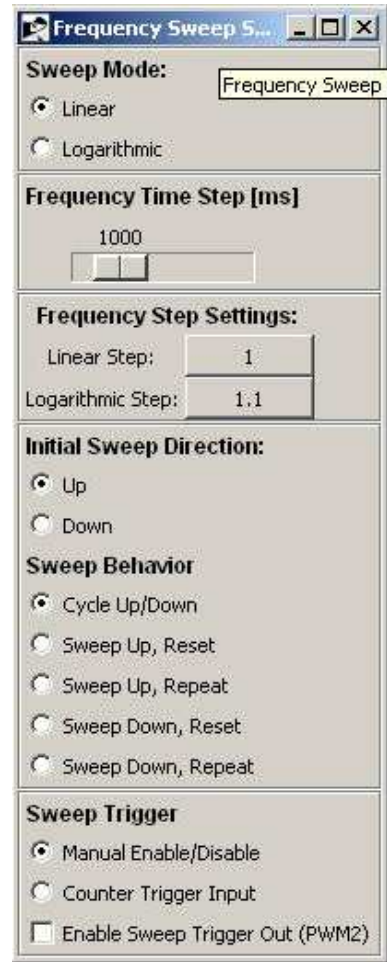 Frequency Sweep S...
Sweep Mode:
Frequency Sweep
Linear
Logarithmic
Frequency Time Step [ms]
1000
Frequency Step Settings:
Linear Step: 1
Logarithmic Step: 1.1
Initial Sweep Direction:
Up
Down
Sweep Behavior
Cycle Up/Down
Sweep Up, Reset
Sweep Up, Repeat
Sweep Down, Reset
Sweep Down, Repeat
Sweep Trigger
Manual Enable/Disable
Counter Trigger Input
Enable Sweep Trigger Out (PWM2)